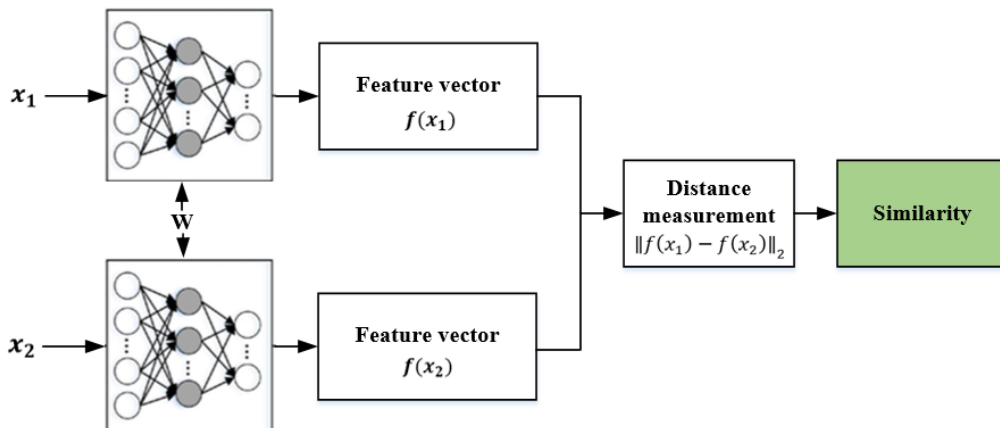 x₁
Feature vector
f(x₁)
W
Distance
measurement
‖f(x₁) − f(x₂)‖₂
Similarity
x₂
Feature vector
f(x₂)